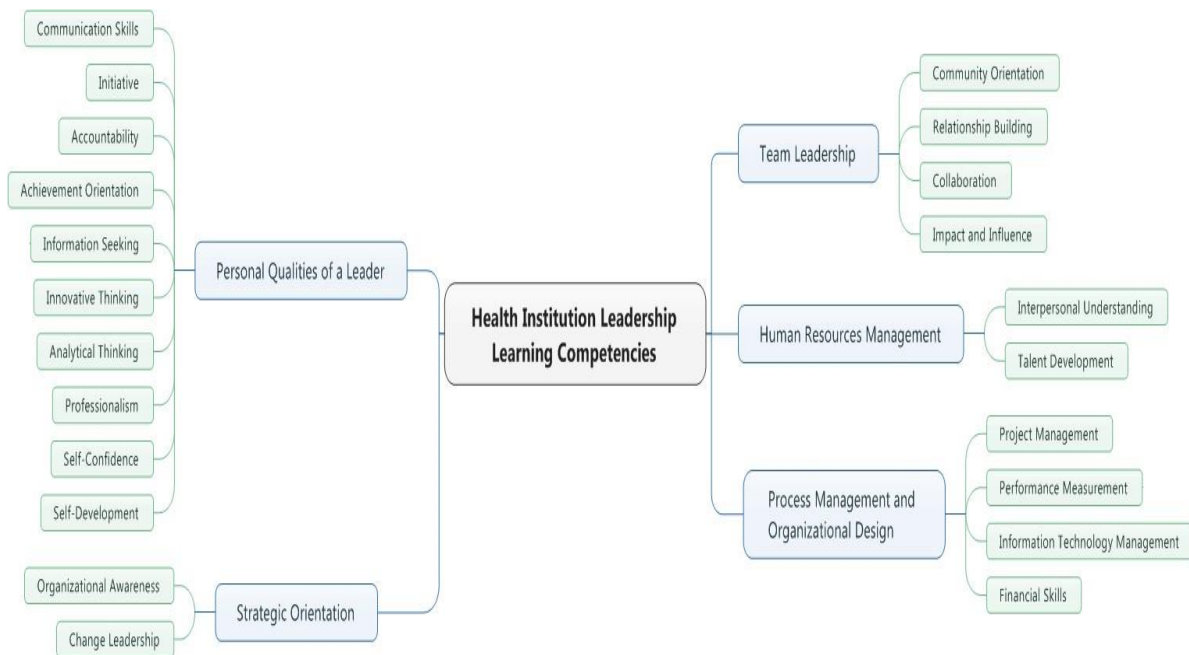 Health Institution Leadership
Learning Competencies
Personal Qualities of a Leader
Communication Skills
Initiative
Accountability
Achievement Orientation
Information Seeking
Innovative Thinking
Analytical Thinking
Professionalism
Self-Confidence
Self-Development
Strategic Orientation
Organizational Awareness
Change Leadership
Team Leadership
Community Orientation
Relationship Building
Collaboration
Impact and Influence
Human Resources Management
Interpersonal Understanding
Talent Development
Process Management and
Organizational Design
Project Management
Performance Measurement
Information Technology Management
Financial Skills